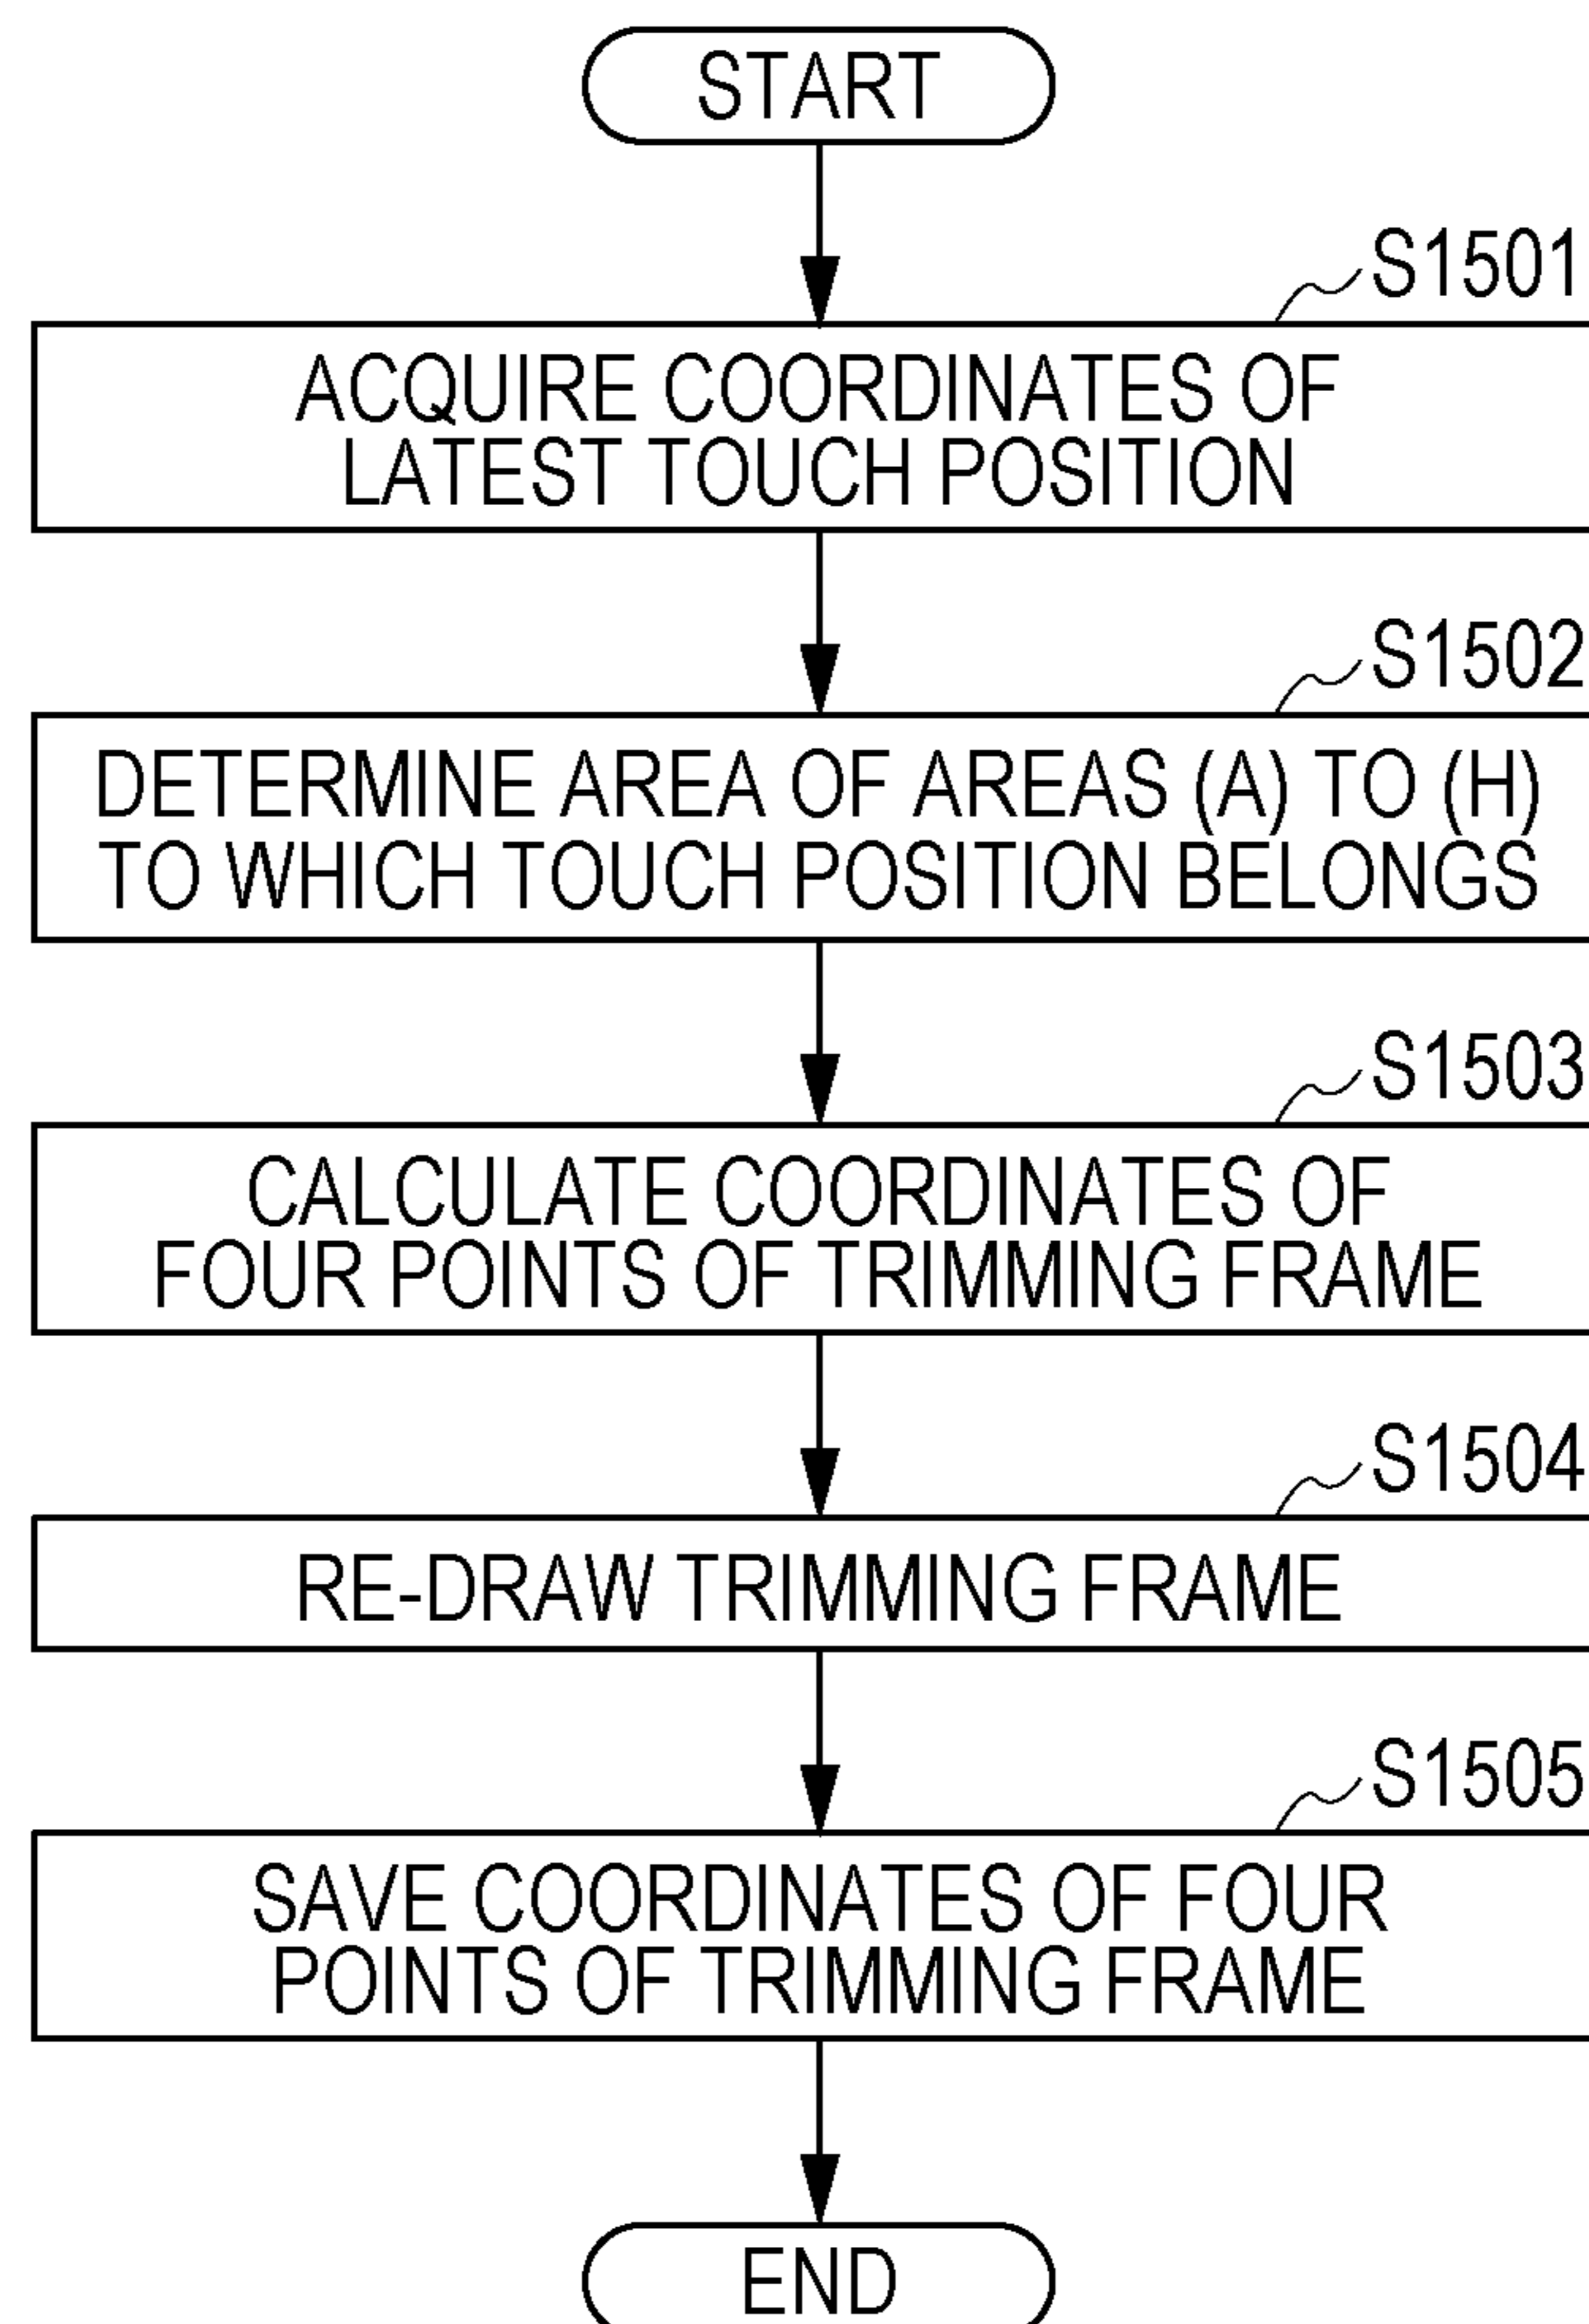 START
S1501
ACQUIRE COORDINATES OF
LATEST TOUCH POSITION
S1502
DETERMINE AREA OF AREAS (A) TO (H)
TO WHICH TOUCH POSITION BELONGS
S1503
CALCULATE COORDINATES OF
FOUR POINTS OF TRIMMING FRAME
S1504
RE-DRAW TRIMMING FRAME
S1505
SAVE COORDINATES OF FOUR
POINTS OF TRIMMING FRAME
END